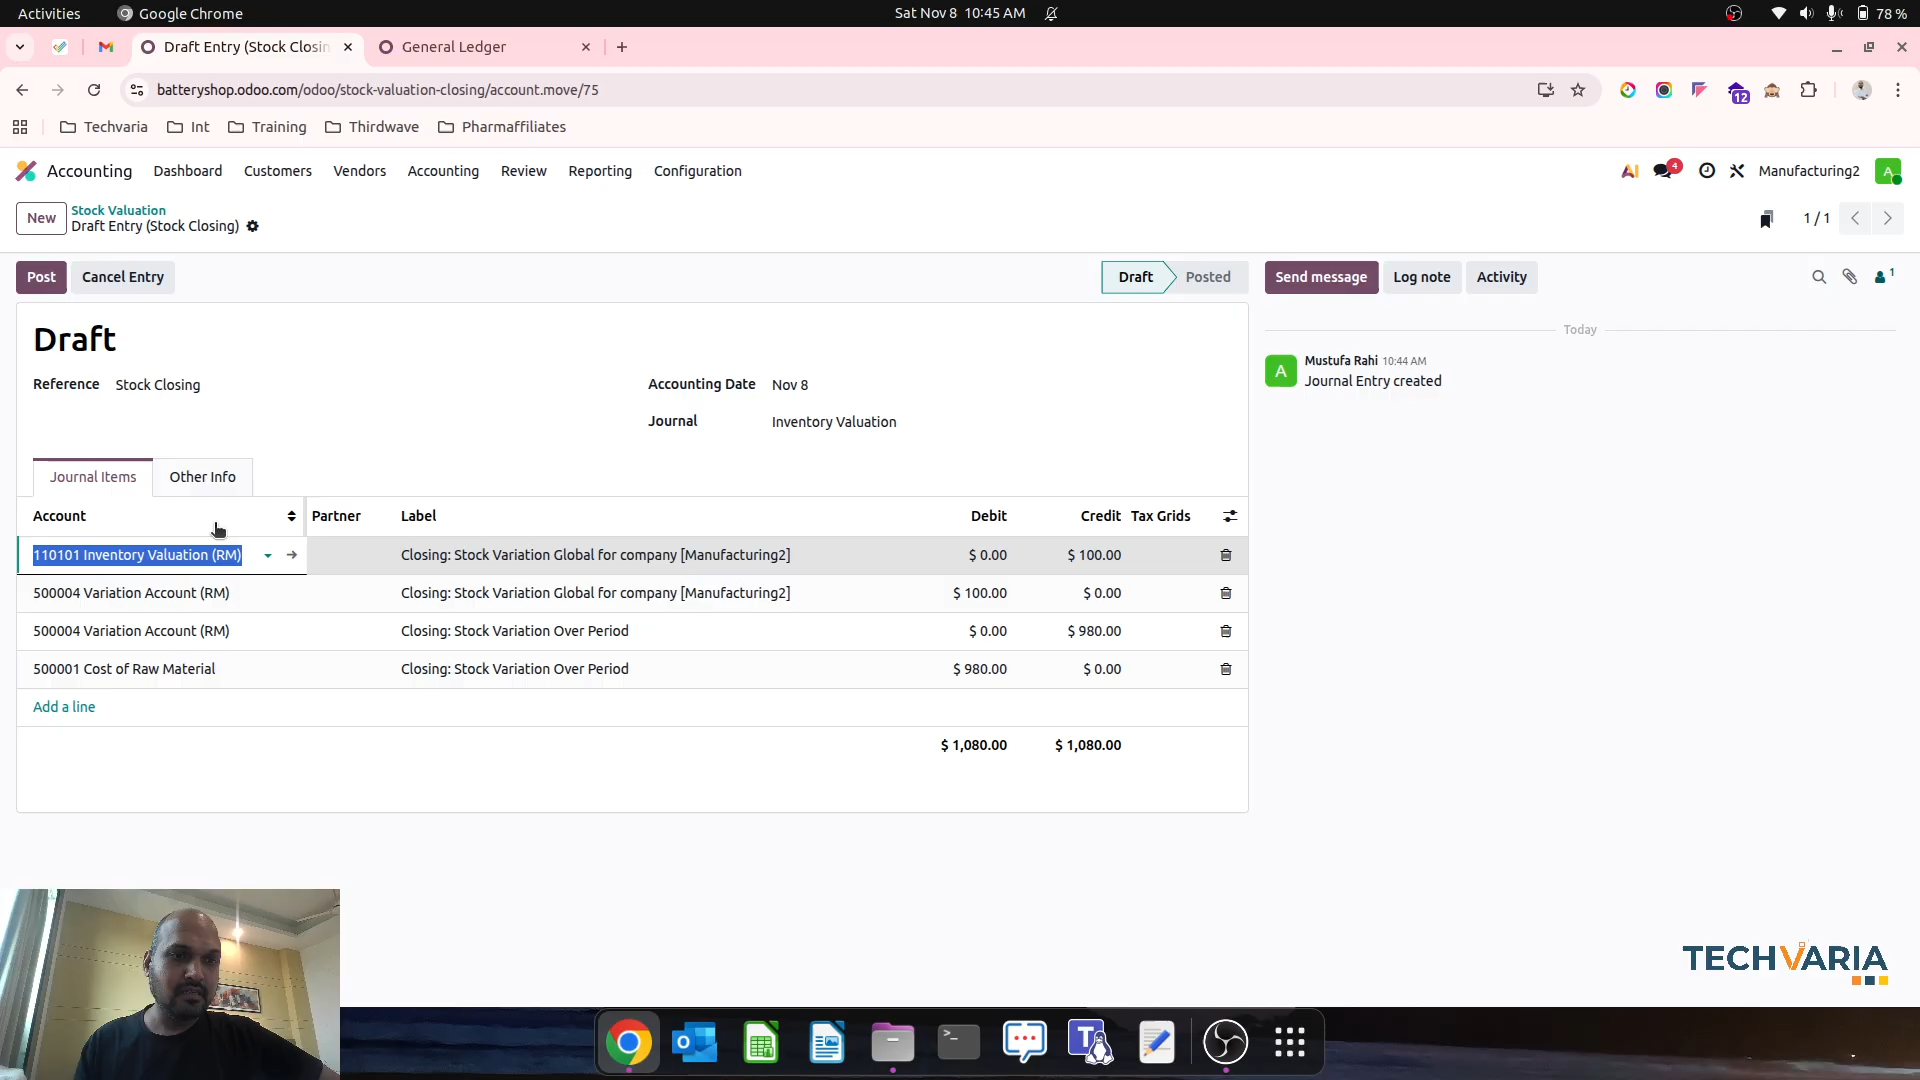 Activities Google Chrome Sat Nov 8 10:45 AM 78 %
Draft Entry (Stock Closin General Ledger
batteryshop.odoo.com/odoo/stock-valuation-closing/account.move/75 12
Techvaria Int Training Thirdwave Pharmaffiliates
Accounting Dashboard Customers Vendors Accounting Review Reporting Configuration AI 4 Manufacturing2 A
New Stock Valuation
Draft Entry (Stock Closing) 1 / 1
Post Cancel Entry Draft Posted Send message Log note Activity 1
Draft
Today
Reference Stock Closing Accounting Date Nov 8
A Mustufa Rahi 10:44 AM
Journal Entry created
Journal Inventory Valuation
Journal Items Other Info
Account Partner Label Debit Credit Tax Grids
110101 Inventory Valuation (RM) Closing: Stock Variation Global for company [Manufacturing2] $ 0.00 $ 100.00
500004 Variation Account (RM) Closing: Stock Variation Global for company [Manufacturing2] $ 100.00 $ 0.00
500004 Variation Account (RM) Closing: Stock Variation Over Period $ 0.00 $ 980.00
500001 Cost of Raw Material Closing: Stock Variation Over Period $ 980.00 $ 0.00
Add a line
$ 1,080.00 $ 1,080.00
TECHVARIA